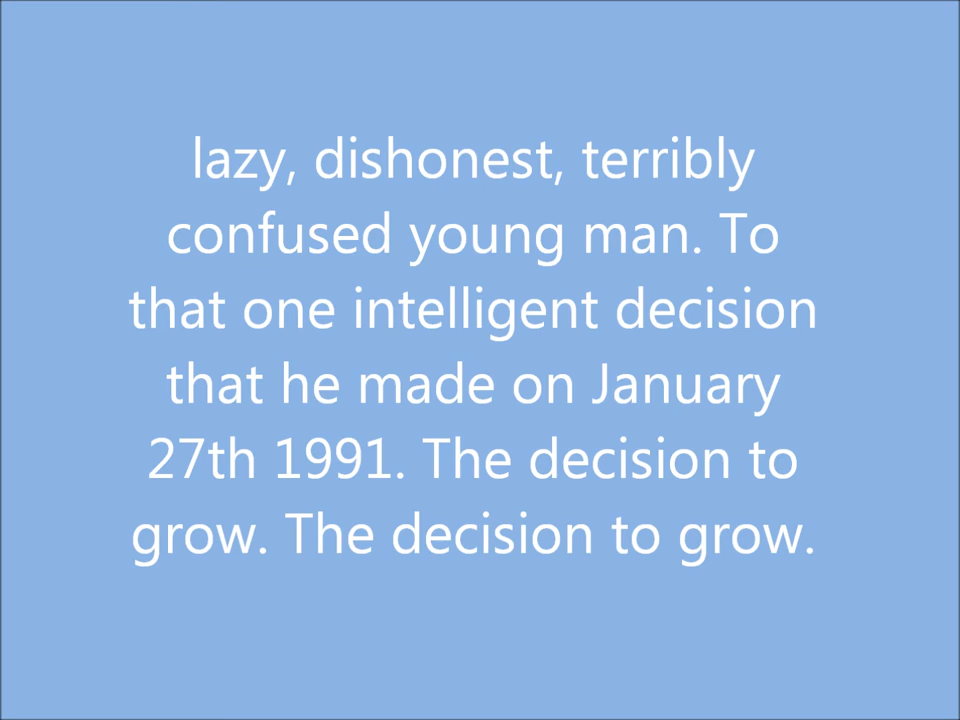 lazy, dishonest, terribly
confused young man. To
that one intelligent decision
that he made on January
27th 1991. The decision to
grow. The decision to grow.